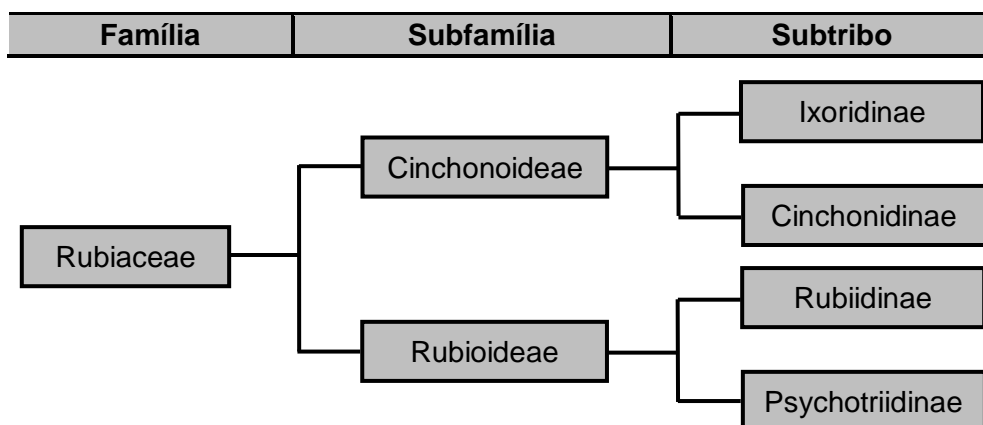 Família Subfamília Subtribo
Ixoridinae
Cinchonoideae
Cinchonidinae
Rubiaceae
Rubiidinae
Rubioideae
Psychotriidinae